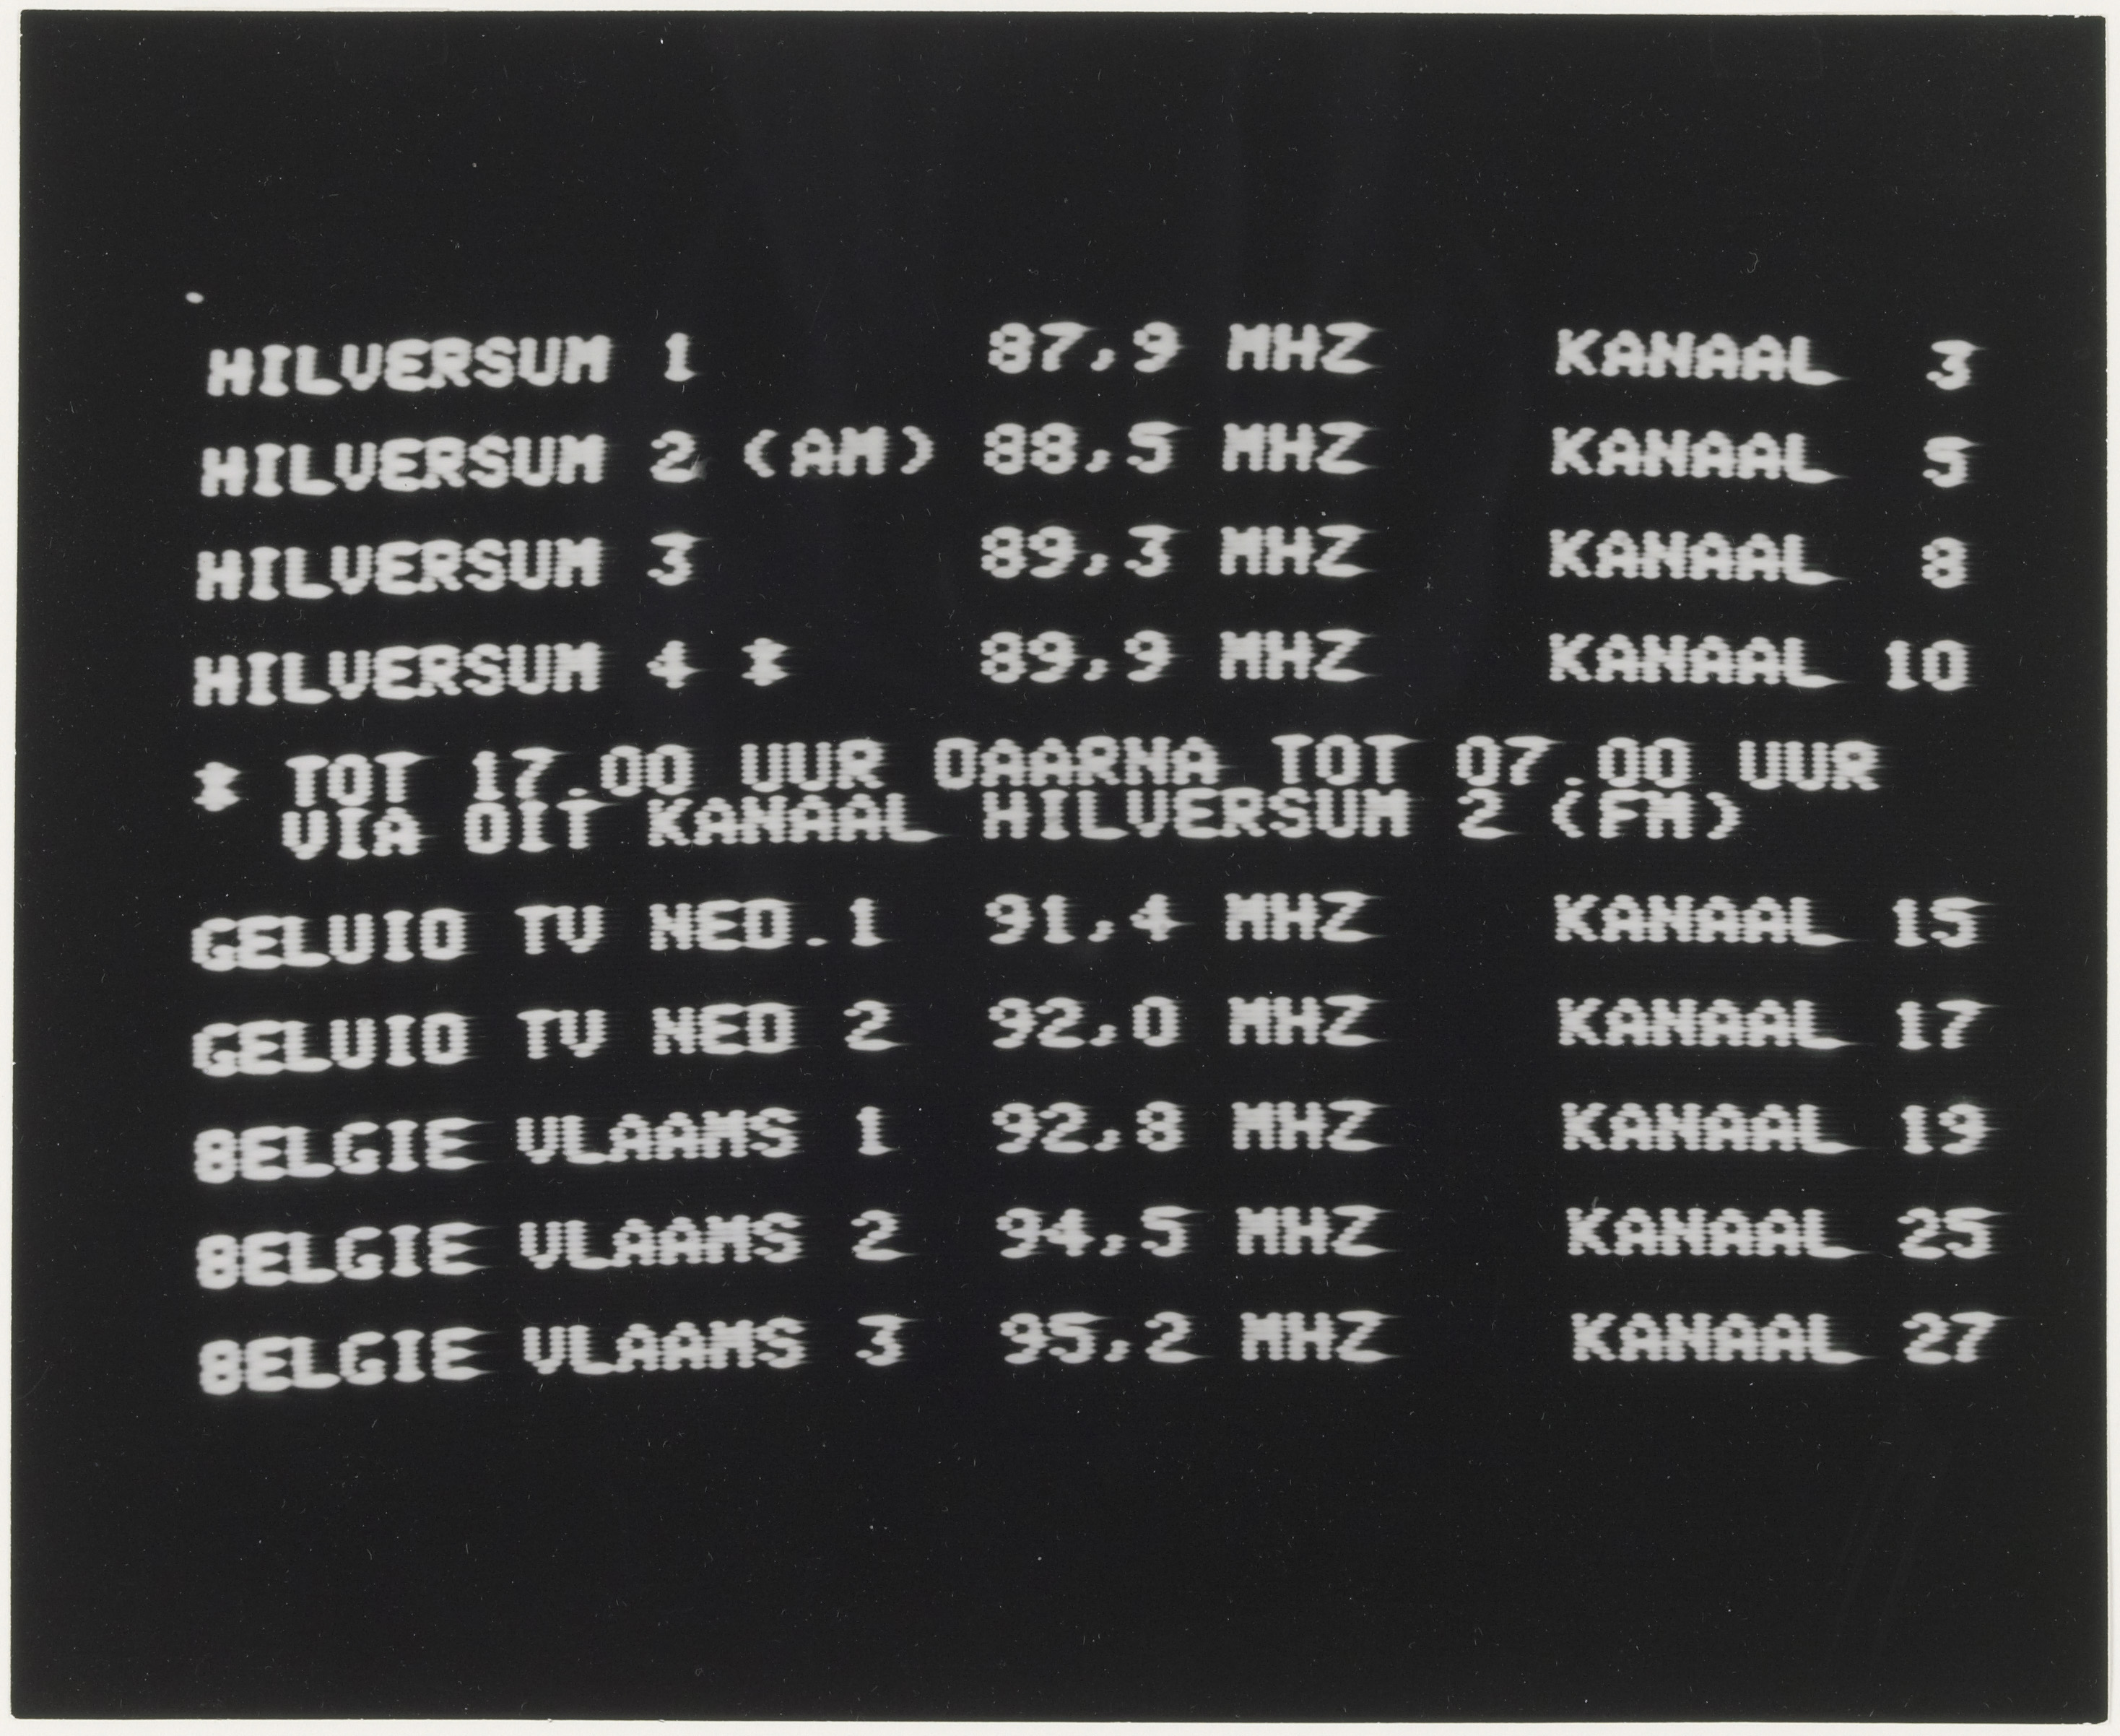 HILVERSUM 1 87,9 MHZ KANAAL 3
HILVERSUM 2 (AM) 88,5 MHZ KANAAL 5
HILVERSUM 3 89,3 MHZ KANAAL 8
HILVERSUM 4 * 89,9 MHZ KANAAL 10
* TOT 17.00 UUR DAARNA TOT 07.00 UUR
VIA DIT KANAAL HILVERSUM 2 (FM)
GELUID TV NED.1 91,4 MHZ KANAAL 15
GELUID TV NED 2 92,0 MHZ KANAAL 17
BELGIE VLAAMS 1 92,8 MHZ KANAAL 19
BELGIE VLAAMS 2 94,5 MHZ KANAAL 25
BELGIE VLAAMS 3 95,2 MHZ KANAAL 27